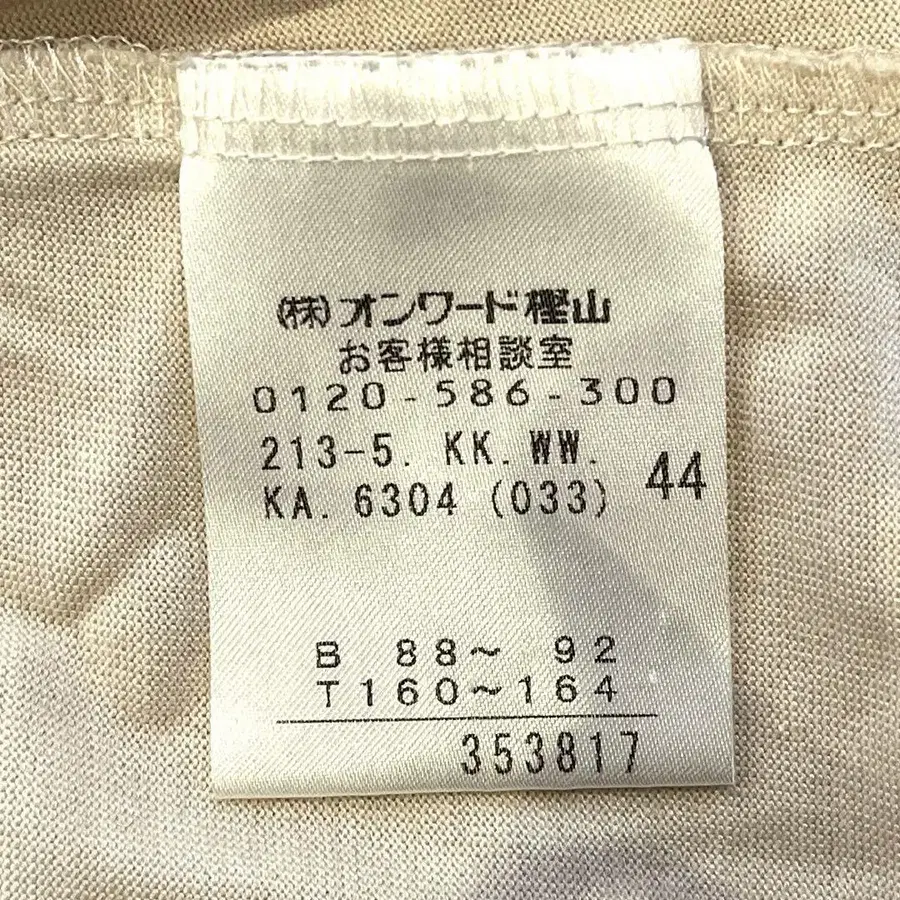 (株)オンワード樫山
お客様相談室
0120-586-300
213-5. KK.WW.
KA. 6304 (033) 44
B 88~ 92
T160~164
353817